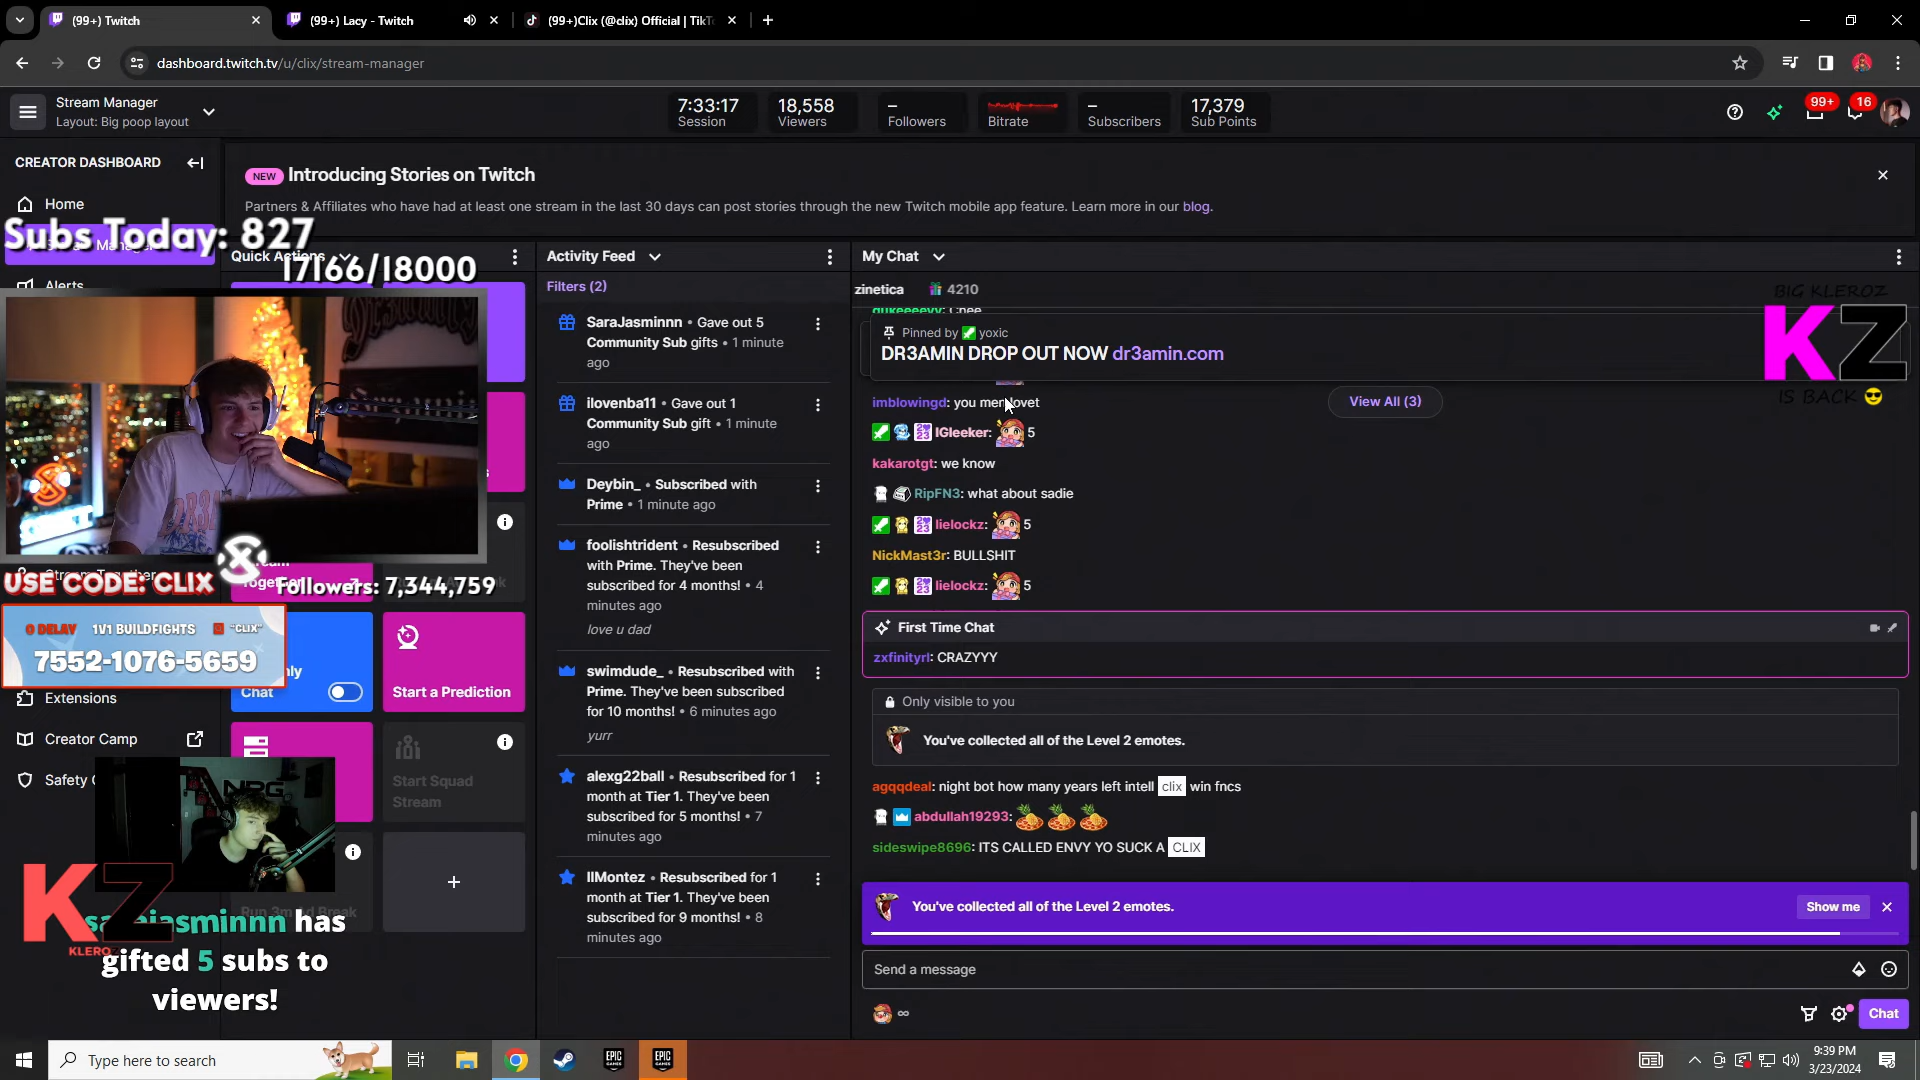 (99+) Twitch
(99+) Lacy - Twitch
(99+)Clix (@clix) Official | TikT
dashboard.twitch.tv/u/clix/stream-manager
Stream Manager
Layout: Big poop layout
7:33:17
Session
18,558
Viewers
–
Followers
Bitrate
–
Subscribers
17,379
Sub Points
99+
16
CREATOR DASHBOARD
Home
Alerts
Extensions
Creator Camp
Safety
NEW Introducing Stories on Twitch
Partners & Affiliates who have had at least one stream in the last 30 days can post stories through the new Twitch mobile app feature. Learn more in our blog.
Subs Today: 827
17166/18000
Quick Actions
USE CODE: CLIX
Followers: 7,344,759
0 DELAY 1V1 BUILDFIGHTS "CLIX"
7552-1076-5659
Chat
Start a Prediction
Start Squad
Stream
NRG
KZ
KLEROZ
sarajasminnn has
gifted 5 subs to
viewers!
Activity Feed
Filters (2)
SaraJasminnn • Gave out 5
Community Sub gifts • 1 minute
ago
ilovenba11 • Gave out 1
Community Sub gift • 1 minute
ago
Deybin_ • Subscribed with
Prime • 1 minute ago
foolishtrident • Resubscribed
with Prime. They've been
subscribed for 4 months! • 4
minutes ago
love u dad
swimdude_ • Resubscribed with
Prime. They've been subscribed
for 10 months! • 6 minutes ago
yurr
alexg22ball • Resubscribed for 1
month at Tier 1. They've been
subscribed for 5 months! • 7
minutes ago
IIMontez • Resubscribed for 1
month at Tier 1. They've been
subscribed for 9 months! • 8
minutes ago
My Chat
zinetica 4210
Pinned by yoxic
DR3AMIN DROP OUT NOW dr3amin.com
BIG KLEROZ
KZ
IS BACK
View All (3)
imblowingd: you men lovet
IGleeker: 5
kakarotgt: we know
RipFN3: what about sadie
lielockz: 5
NickMast3r: BULLSHIT
lielockz: 5
First Time Chat
zxfinityrl: CRAZYYY
Only visible to you
You've collected all of the Level 2 emotes.
agqqdeal: night bot how many years left intell clix win fncs
abdullah19293:
sideswipe8696: ITS CALLED ENVY YO SUCK A CLIX
You've collected all of the Level 2 emotes.
Show me
Send a message
∞
Chat
Type here to search
EPIC GAMES
EPIC GAMES
9:39 PM
3/23/2024